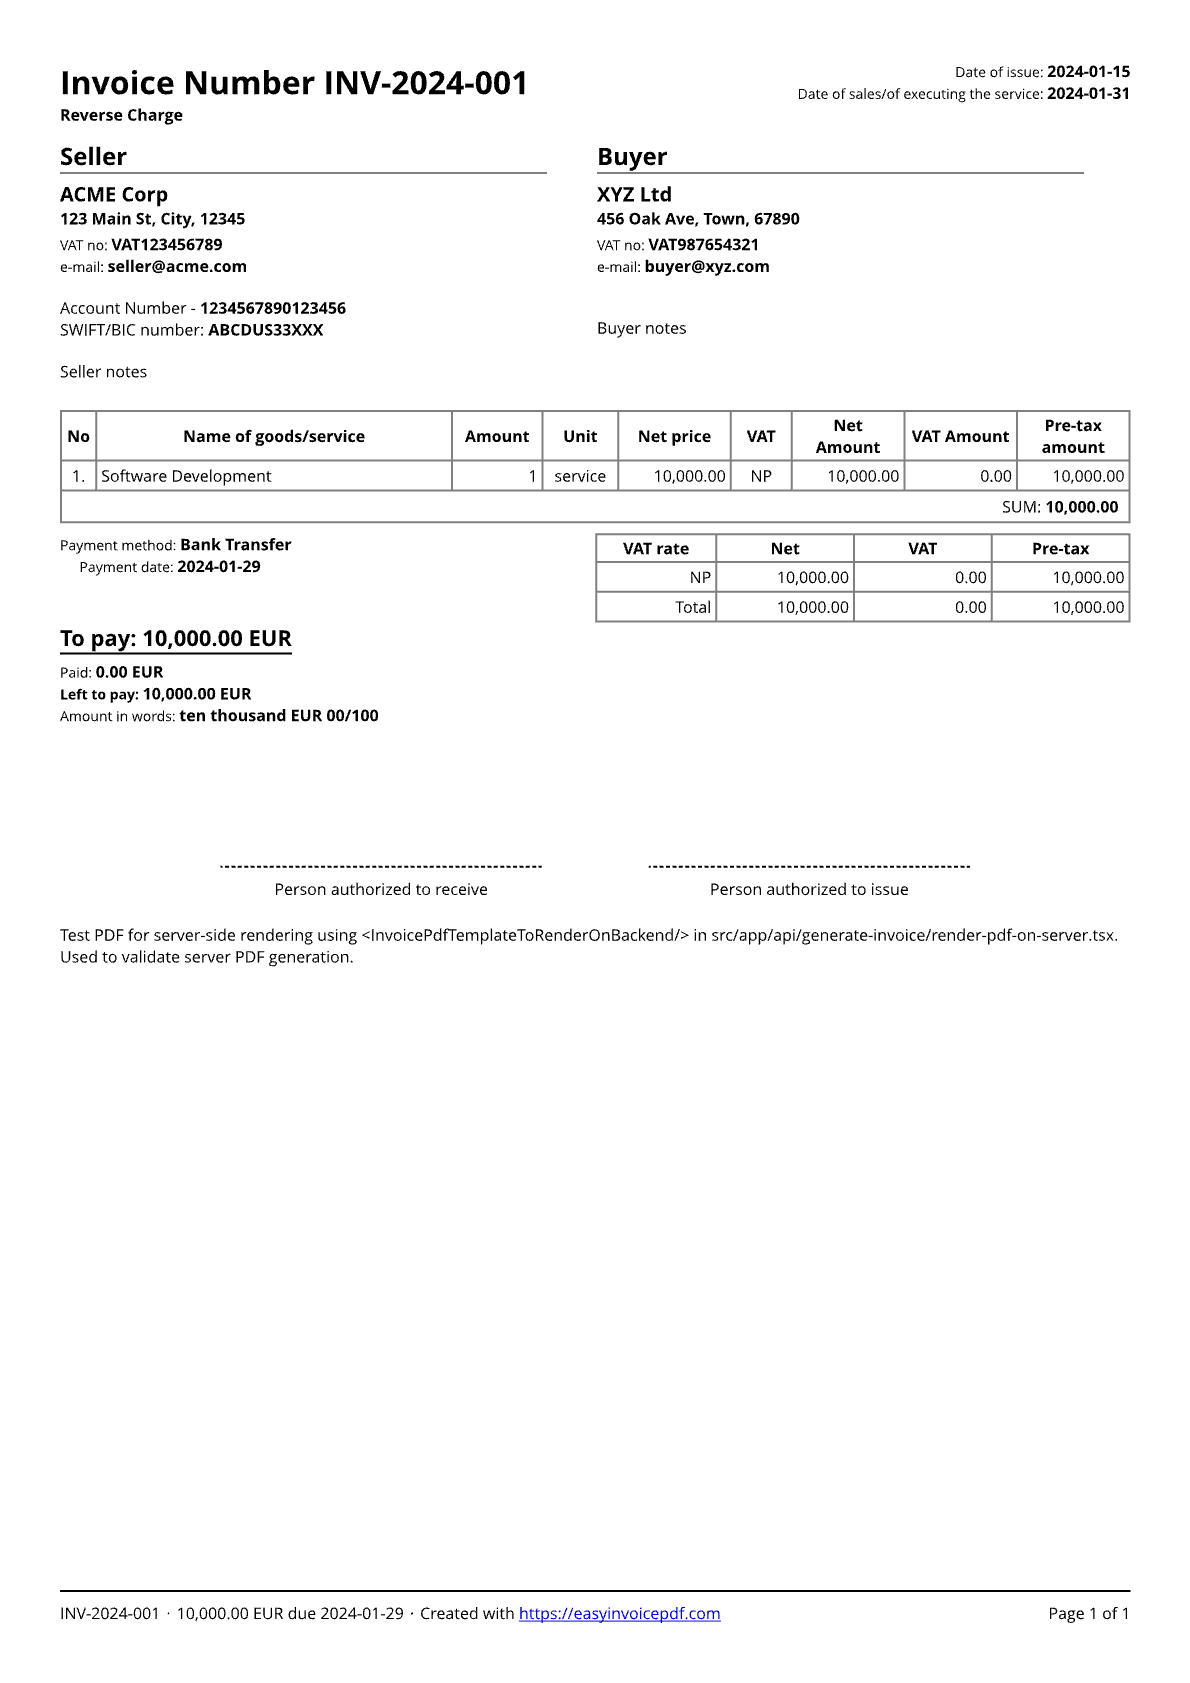 Invoice Number INV-2024-001
Reverse Charge
Date of issue: 2024-01-15
Date of sales/of executing the service: 2024-01-31
Seller
ACME Corp
123 Main St, City, 12345
VAT no: VAT123456789
e-mail: seller@acme.com
Account Number - 1234567890123456
SWIFT/BIC number: ABCDUS33XXX
Seller notes
Buyer
XYZ Ltd
456 Oak Ave, Town, 67890
VAT no: VAT987654321
e-mail: buyer@xyz.com
Buyer notes
No Name of goods/service Amount Unit Net price VAT Net Amount VAT Amount Pre-tax amount
1. Software Development 1 service 10,000.00 NP 10,000.00 0.00 10,000.00
SUM: 10,000.00
Payment method: Bank Transfer
Payment date: 2024-01-29
VAT rate Net VAT Pre-tax
NP 10,000.00 0.00 10,000.00
Total 10,000.00 0.00 10,000.00
To pay: 10,000.00 EUR
Paid: 0.00 EUR
Left to pay: 10,000.00 EUR
Amount in words: ten thousand EUR 00/100
Person authorized to receive
Person authorized to issue
Test PDF for server-side rendering using <InvoicePdfTemplateToRenderOnBackend/> in src/app/api/generate-invoice/render-pdf-on-server.tsx.
Used to validate server PDF generation.
INV-2024-001 · 10,000.00 EUR due 2024-01-29 · Created with https://easyinvoicepdf.com
Page 1 of 1